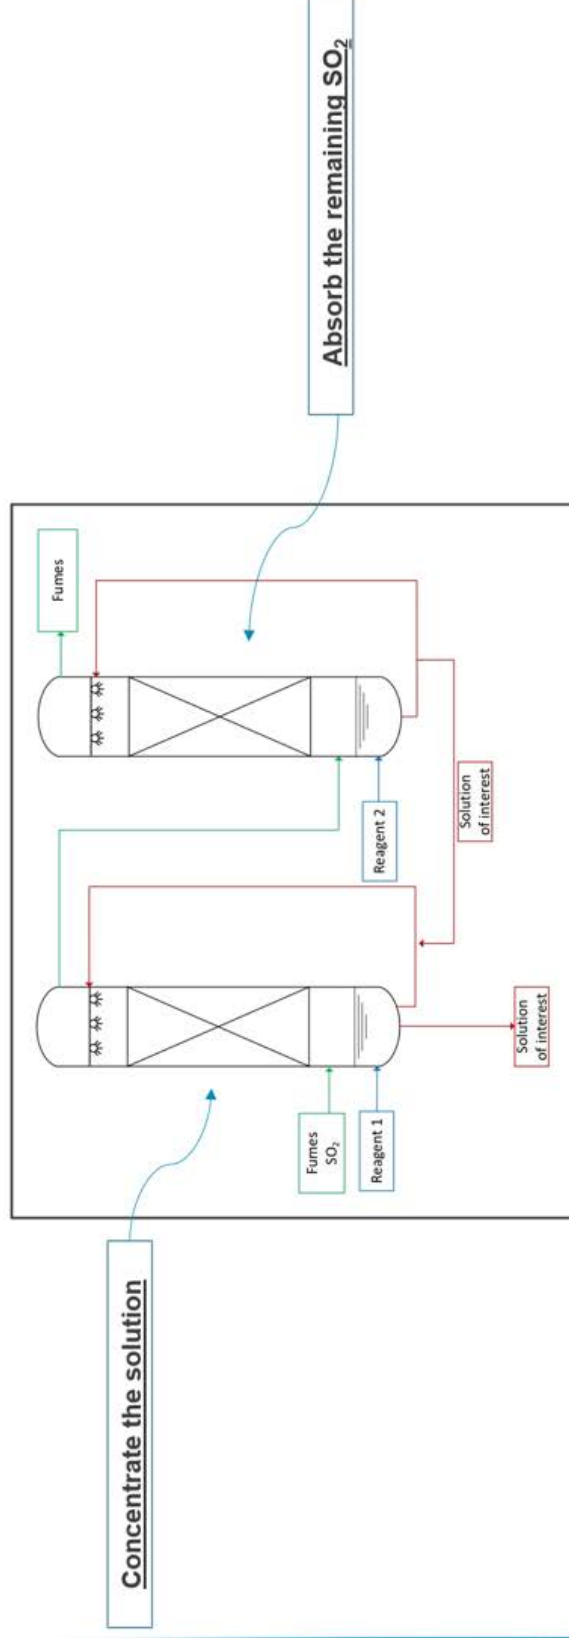 Concentrate the solution
Absorb the remaining SO₂
Fumes
SO₂
Reagent 1
Solution
of interest
Reagent 2
Solution
of interest
Fumes